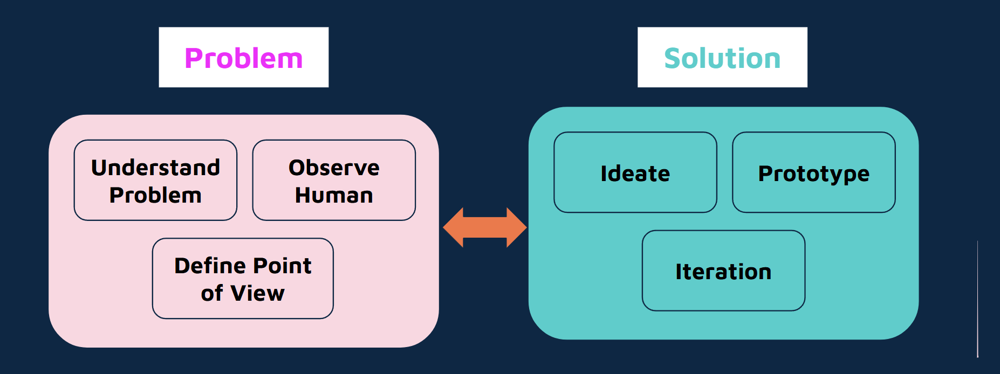 Problem
Solution
Understand
Problem
Observe
Human
Define Point
of View
Ideate
Prototype
Iteration